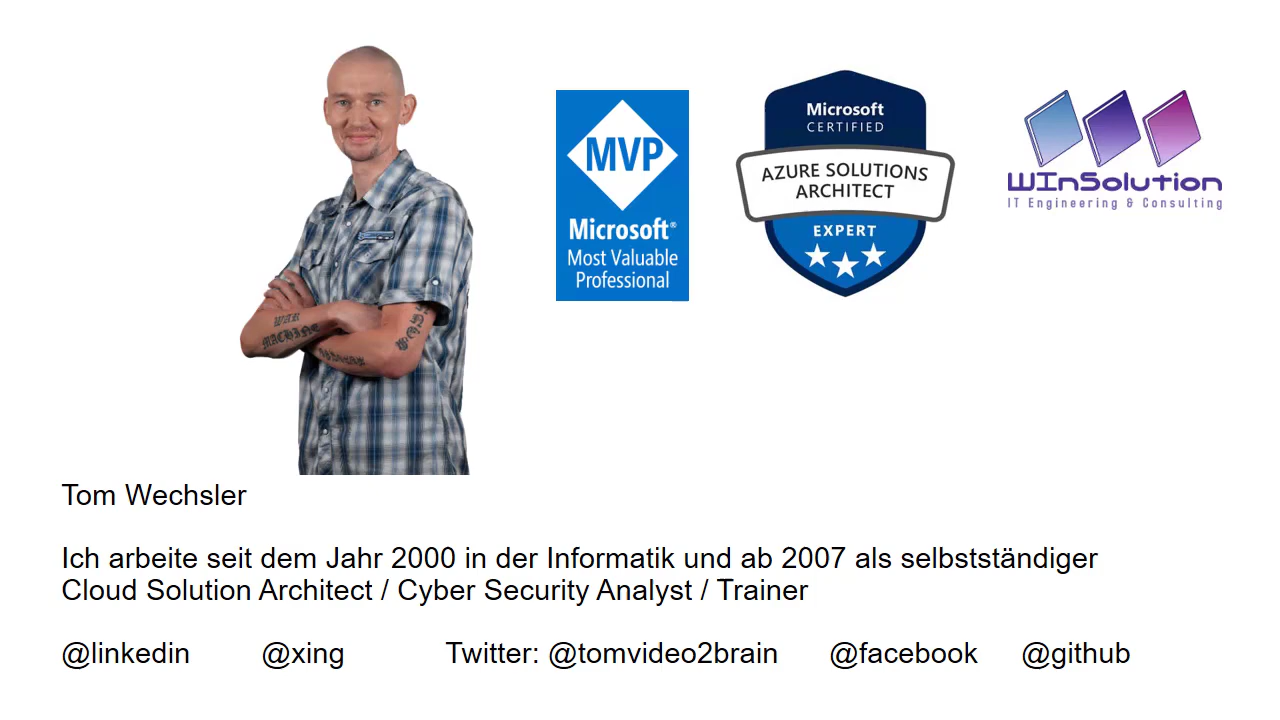 MVP
Microsoft®
Most Valuable
Professional
Microsoft
CERTIFIED
AZURE SOLUTIONS
ARCHITECT
EXPERT
WInSolution
IT Engineering & Consulting
WAR
MACHINE
Tom Wechsler
Ich arbeite seit dem Jahr 2000 in der Informatik und ab 2007 als selbstständiger
Cloud Solution Architect / Cyber Security Analyst / Trainer
@linkedin @xing Twitter: @tomvideo2brain @facebook @github